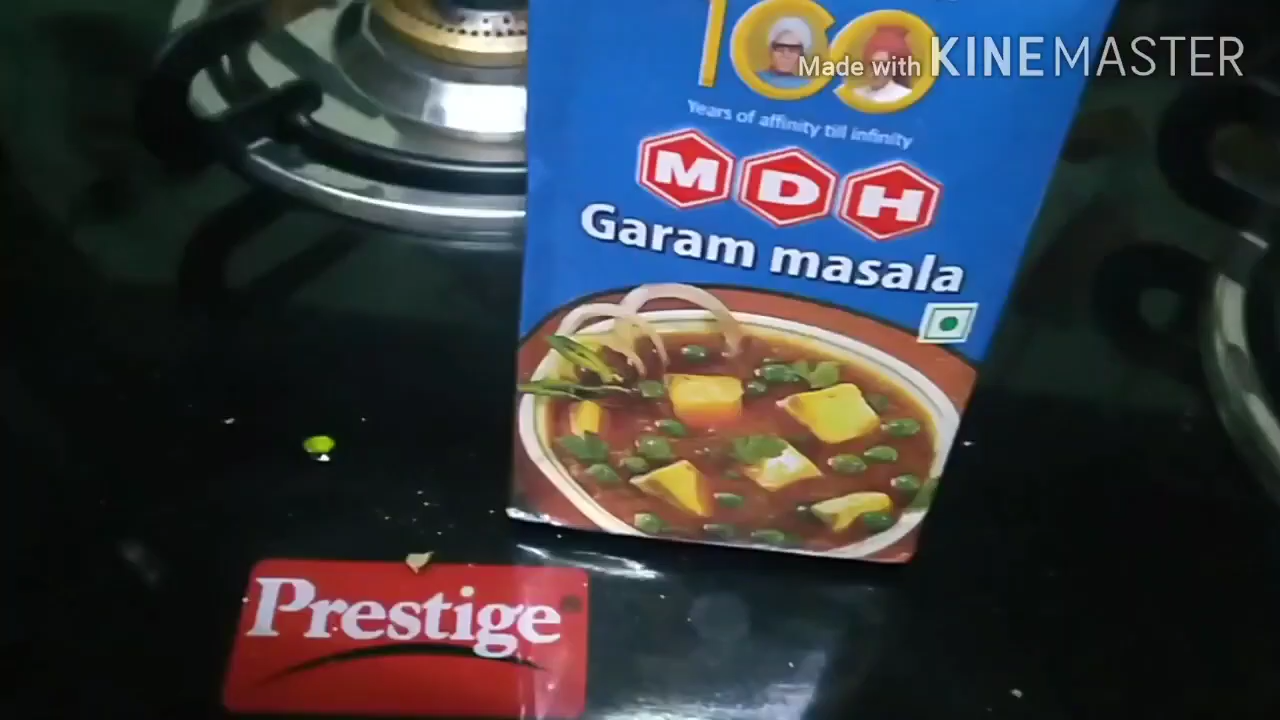 100
Made with KINEMASTER
Years of affinity till infinity
MDH
Garam masala
Prestige